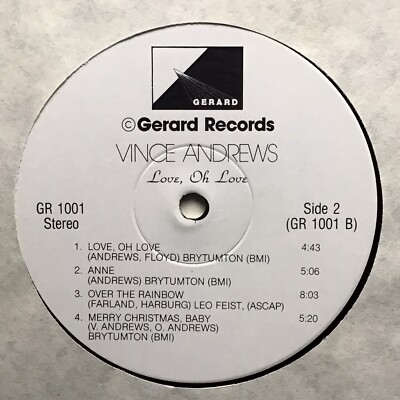 GERARD
©Gerard Records
VINCE ANDREWS
Love, Oh Love
GR 1001
Stereo
Side 2
(GR 1001 B)
1. LOVE, OH LOVE 4:43
(ANDREWS, FLOYD) BRYTUMTON (BMI)
2. ANNE 5:06
(ANDREWS) BRYTUMTON (BMI)
3. OVER THE RAINBOW 8:03
(FARLAND, HARBURG) LEO FEIST, (ASCAP)
4. MERRY CHRISTMAS, BABY 5:20
(V. ANDREWS, O. ANDREWS)
BRYTUMTON (BMI)